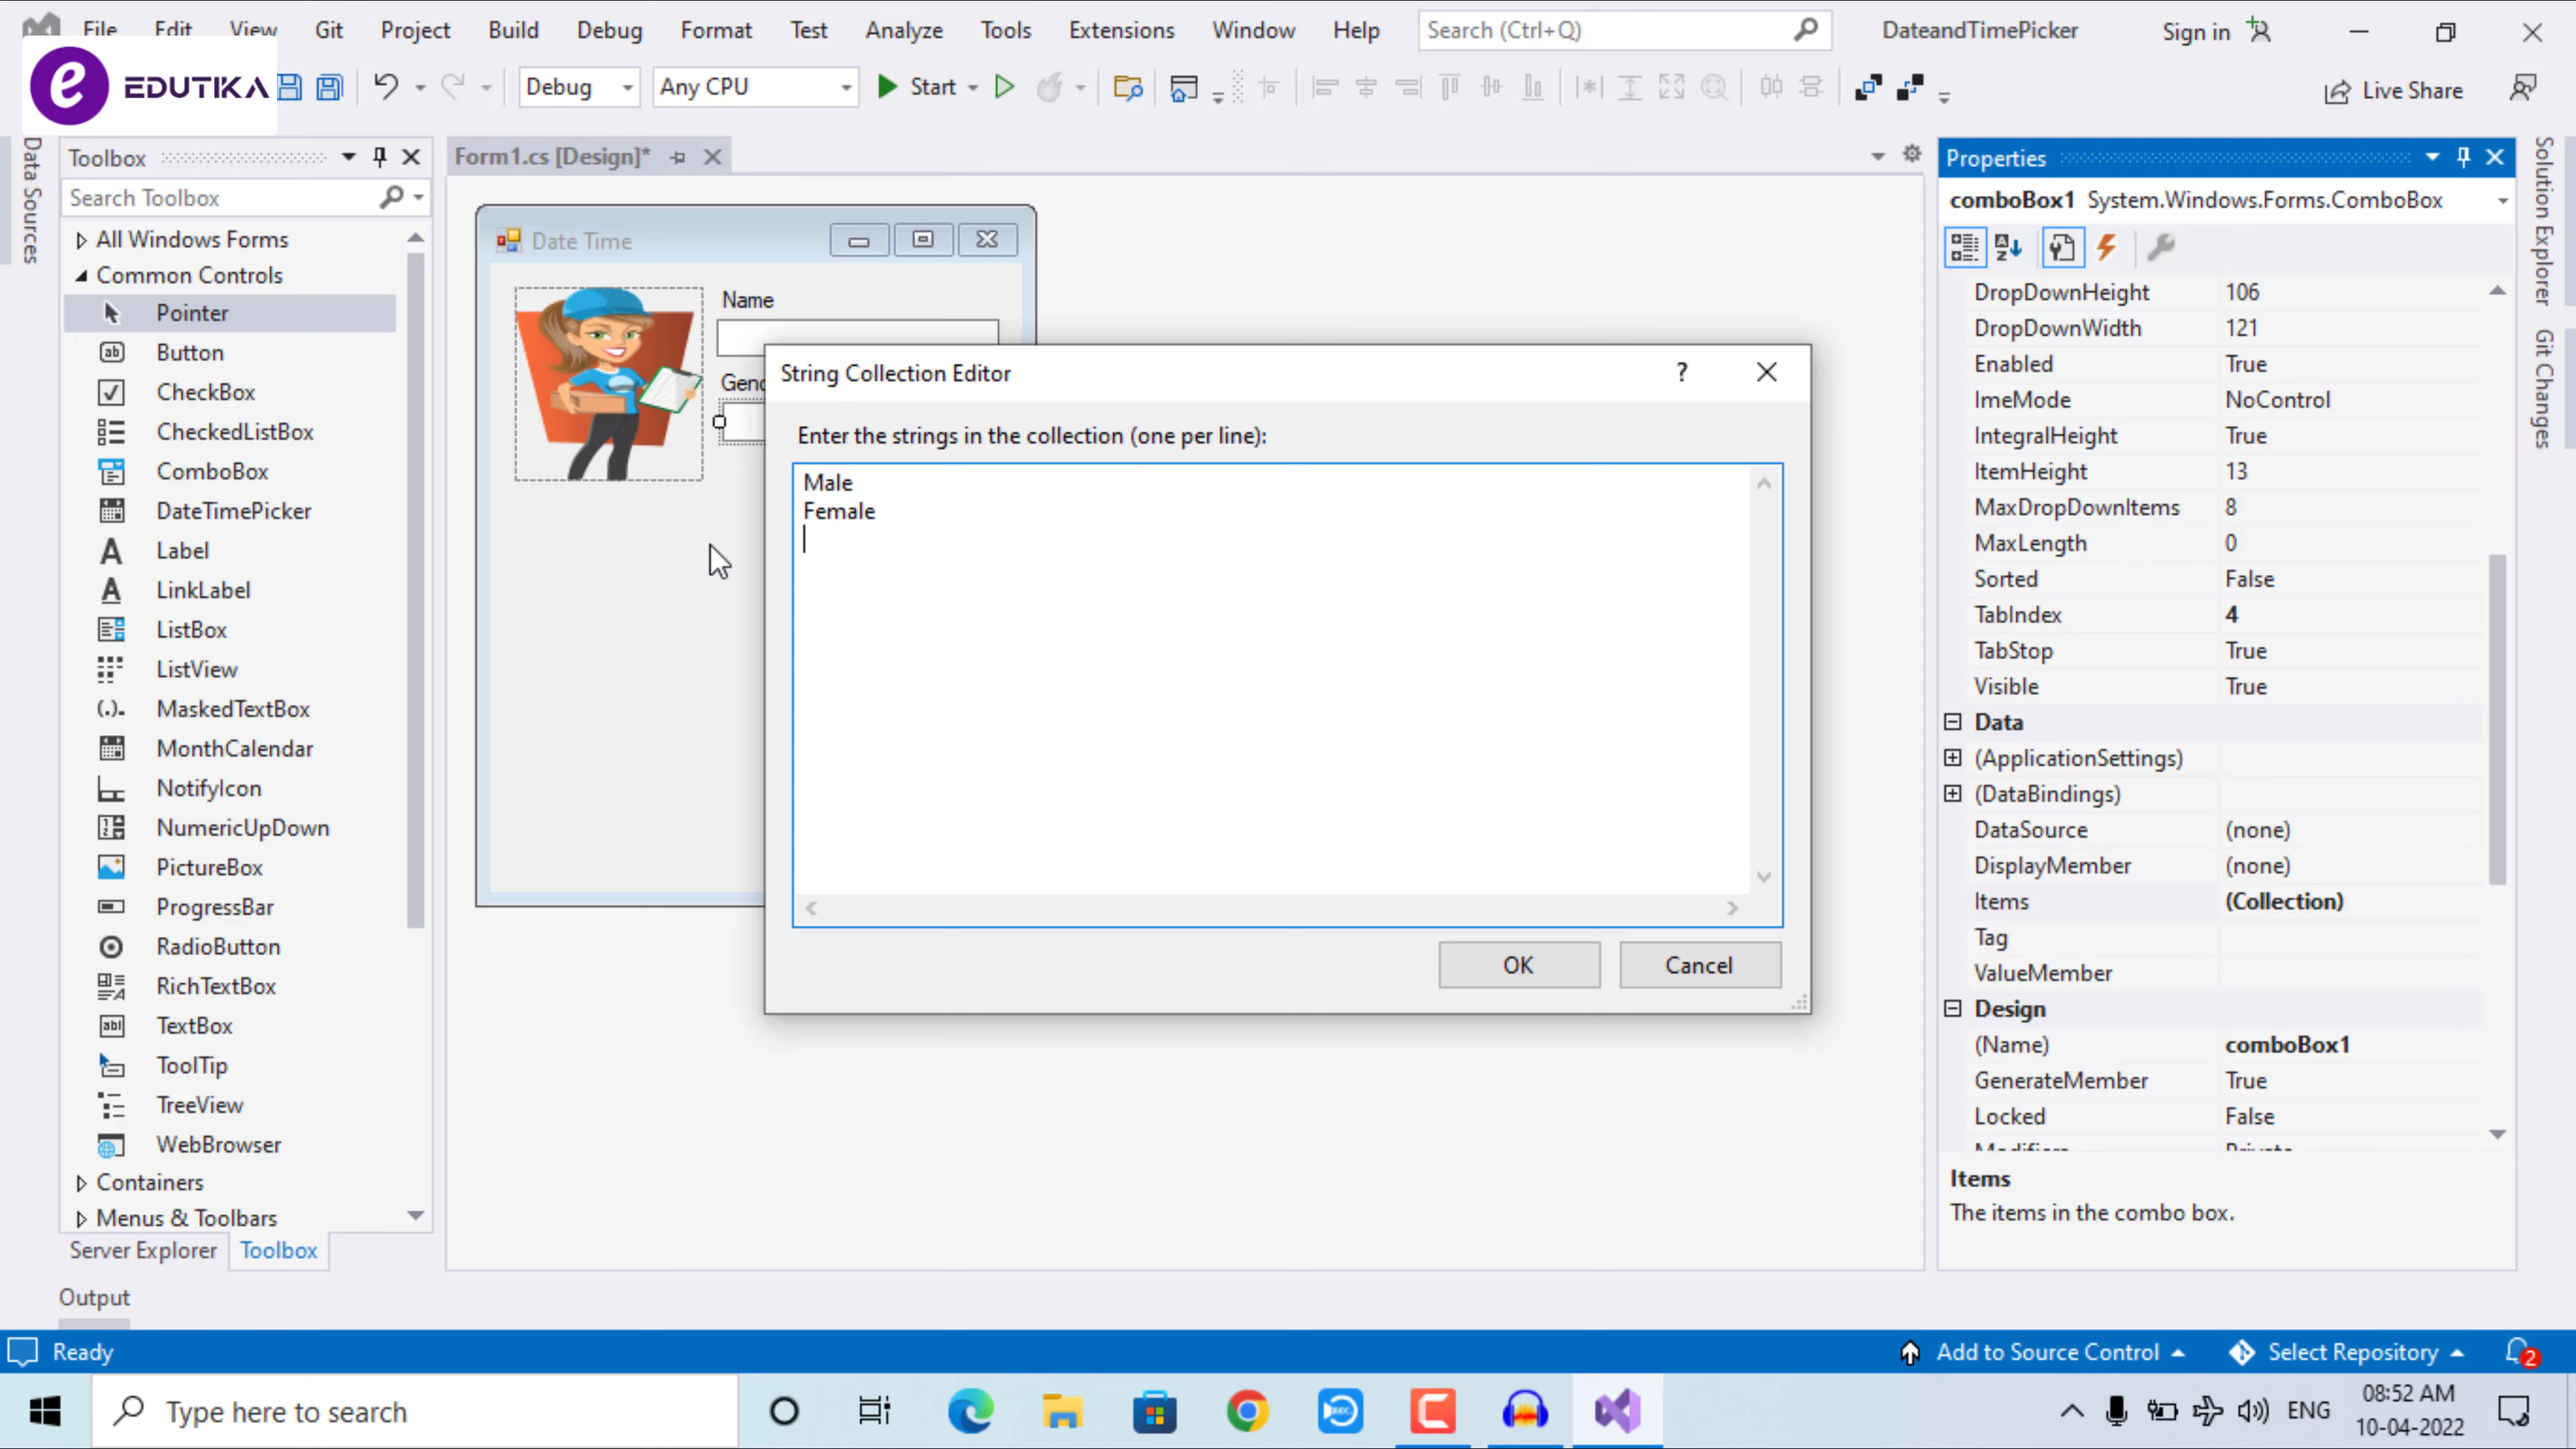 File Edit View Git Project Build Debug Format Test Analyze Tools Extensions Window Help Search (Ctrl+Q) DateandTimePicker Sign in
EDUTIKA Debug Any CPU Start Live Share
Data Sources
Toolbox
Search Toolbox
All Windows Forms
Common Controls
Pointer
Button
CheckBox
CheckedListBox
ComboBox
DateTimePicker
Label
LinkLabel
ListBox
ListView
MaskedTextBox
MonthCalendar
NotifyIcon
NumericUpDown
PictureBox
ProgressBar
RadioButton
RichTextBox
TextBox
ToolTip
TreeView
WebBrowser
Containers
Menus & Toolbars
Server Explorer Toolbox
Output
Form1.cs [Design]*
Date Time
Name
String Collection Editor ?
Enter the strings in the collection (one per line):
Male
Female
OK Cancel
Properties
comboBox1 System.Windows.Forms.ComboBox
DropDownHeight 106
DropDownWidth 121
Enabled True
ImeMode NoControl
IntegralHeight True
ItemHeight 13
MaxDropDownItems 8
MaxLength 0
Sorted False
TabIndex 4
TabStop True
Visible True
Data
(ApplicationSettings)
(DataBindings)
DataSource (none)
DisplayMember (none)
Items (Collection)
Tag
ValueMember
Design
(Name) comboBox1
GenerateMember True
Locked False
Items
The items in the combo box.
Solution Explorer
Git Changes
Ready Add to Source Control Select Repository 2
Type here to search ENG 08:52 AM
10-04-2022